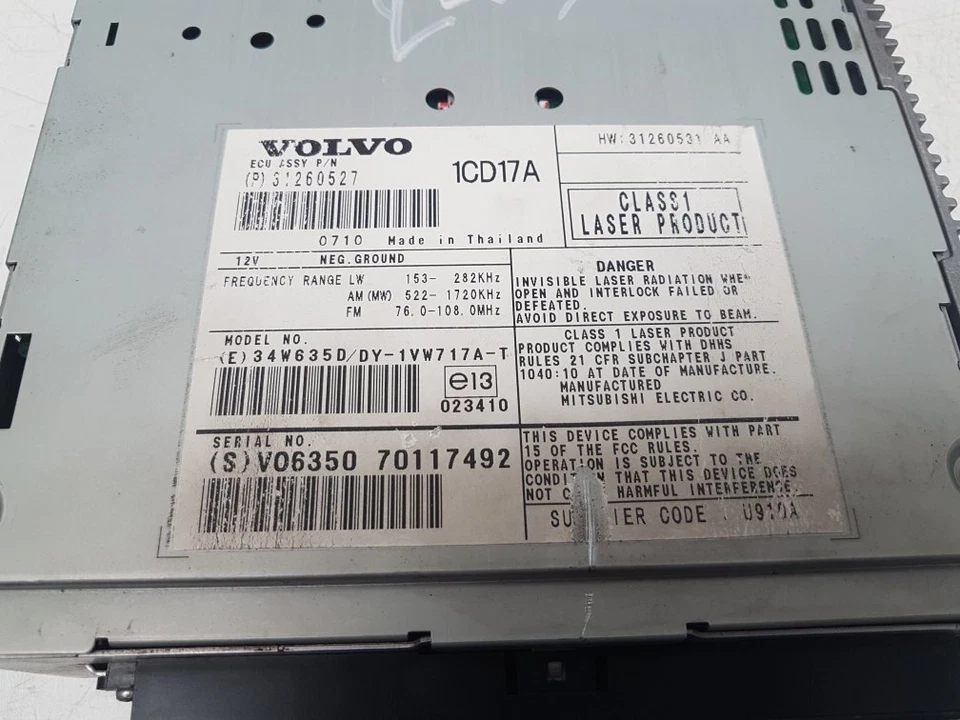 VOLVO
ECU ASSY P/N
(P) 31260527
1CD17A
HW: 31260531 AA
CLASS1
LASER PRODUCT
0710 Made in Thailand
12V NEG. GROUND
FREQUENCY RANGE LW 153- 282KHz
AM (MW) 522- 1720KHz
FM 76.0-108.0MHz
DANGER
INVISIBLE LASER RADIATION WHE
OPEN AND INTERLOCK FAILED OR
DEFEATED.
AVOID DIRECT EXPOSURE TO BEAM.
MODEL NO.
(E) 34W635D/DY-1VW717A-T
e13
023410
CLASS 1 LASER PRODUCT
PRODUCT COMPLIES WITH DHHS
RULES 21 CFR SUBCHAPTER J PART
1040:10 AT DATE OF MANUFACTURE.
MANUFACTURED
MITSUBISHI ELECTRIC CO.
SERIAL NO.
(S) VO6350 70117492
THIS DEVICE COMPLIES WITH PART
15 OF THE FCC RULES.
OPERATION IS SUBJECT TO THE
CONDITION THAT THIS DEVICE DOES
NOT HARMFUL INTERFERENCE.
CODE : U910A